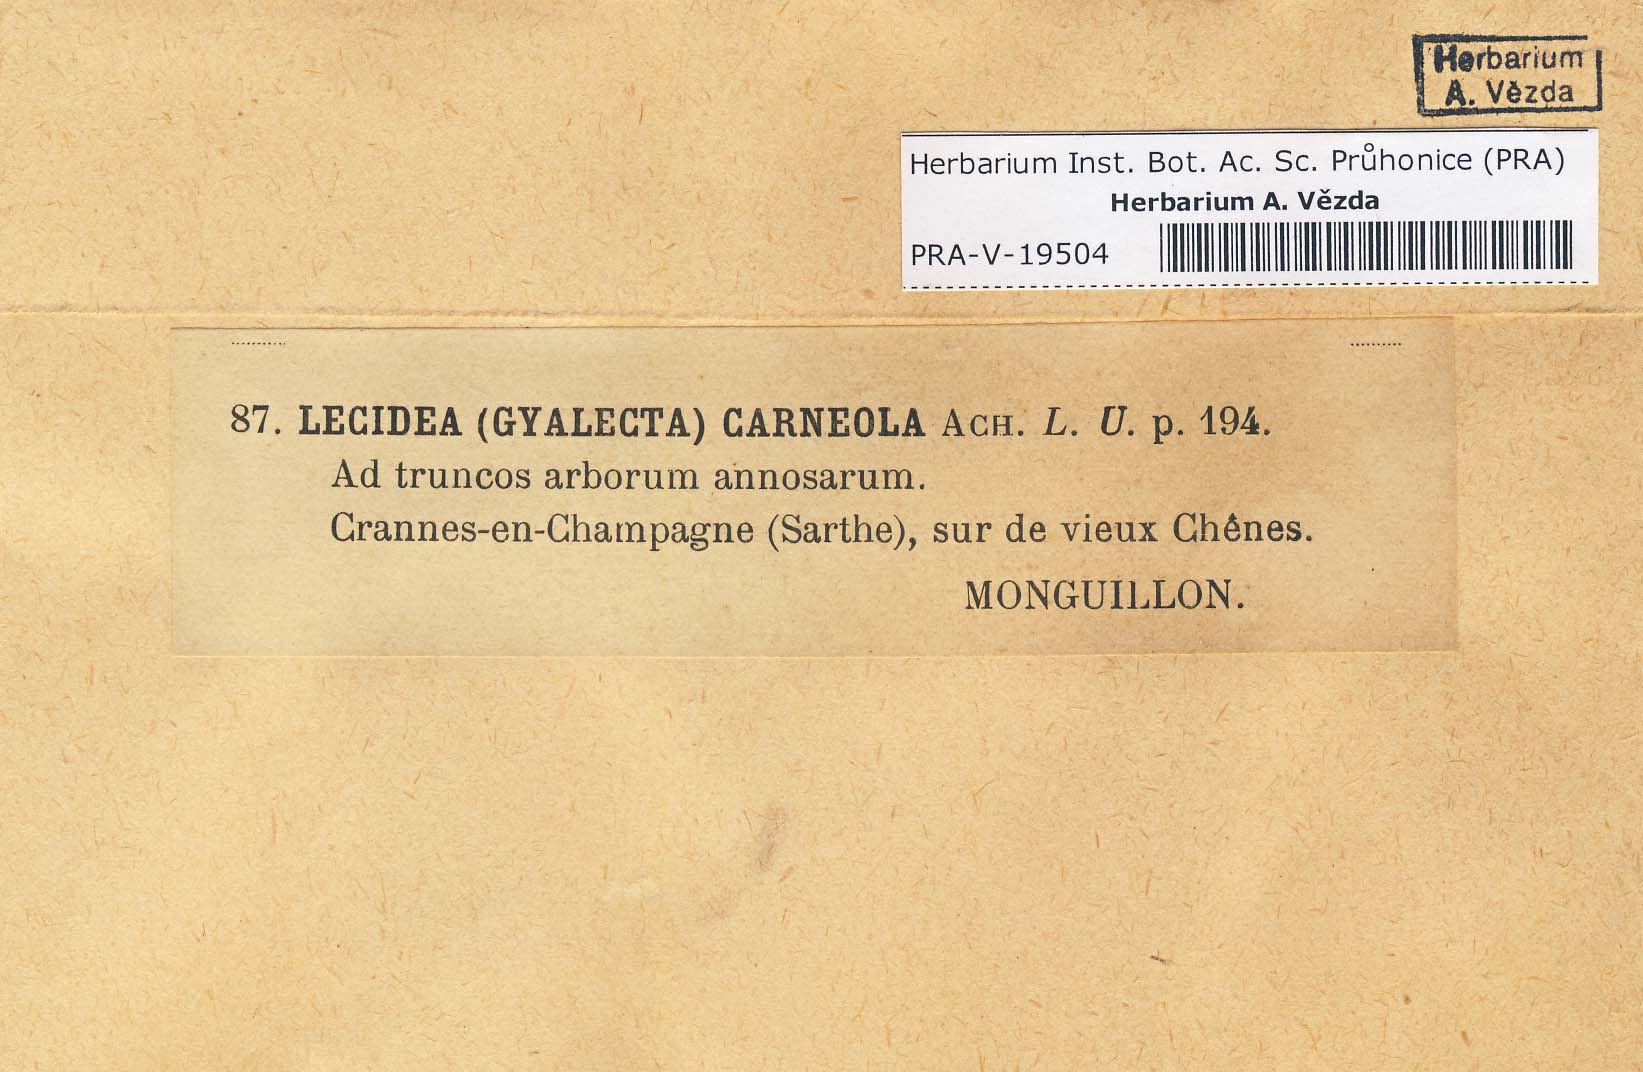 Herbarium
A. Vězda
Herbarium Inst. Bot. Ac. Sc. Průhonice (PRA)
Herbarium A. Vězda
PRA-V-19504
87. LECIDEA (GYALECTA) CARNEOLA ACH. L. U. p. 194.
Ad truncos arborum annosarum.
Crannes-en-Champagne (Sarthe), sur de vieux Chênes.
MONGUILLON.